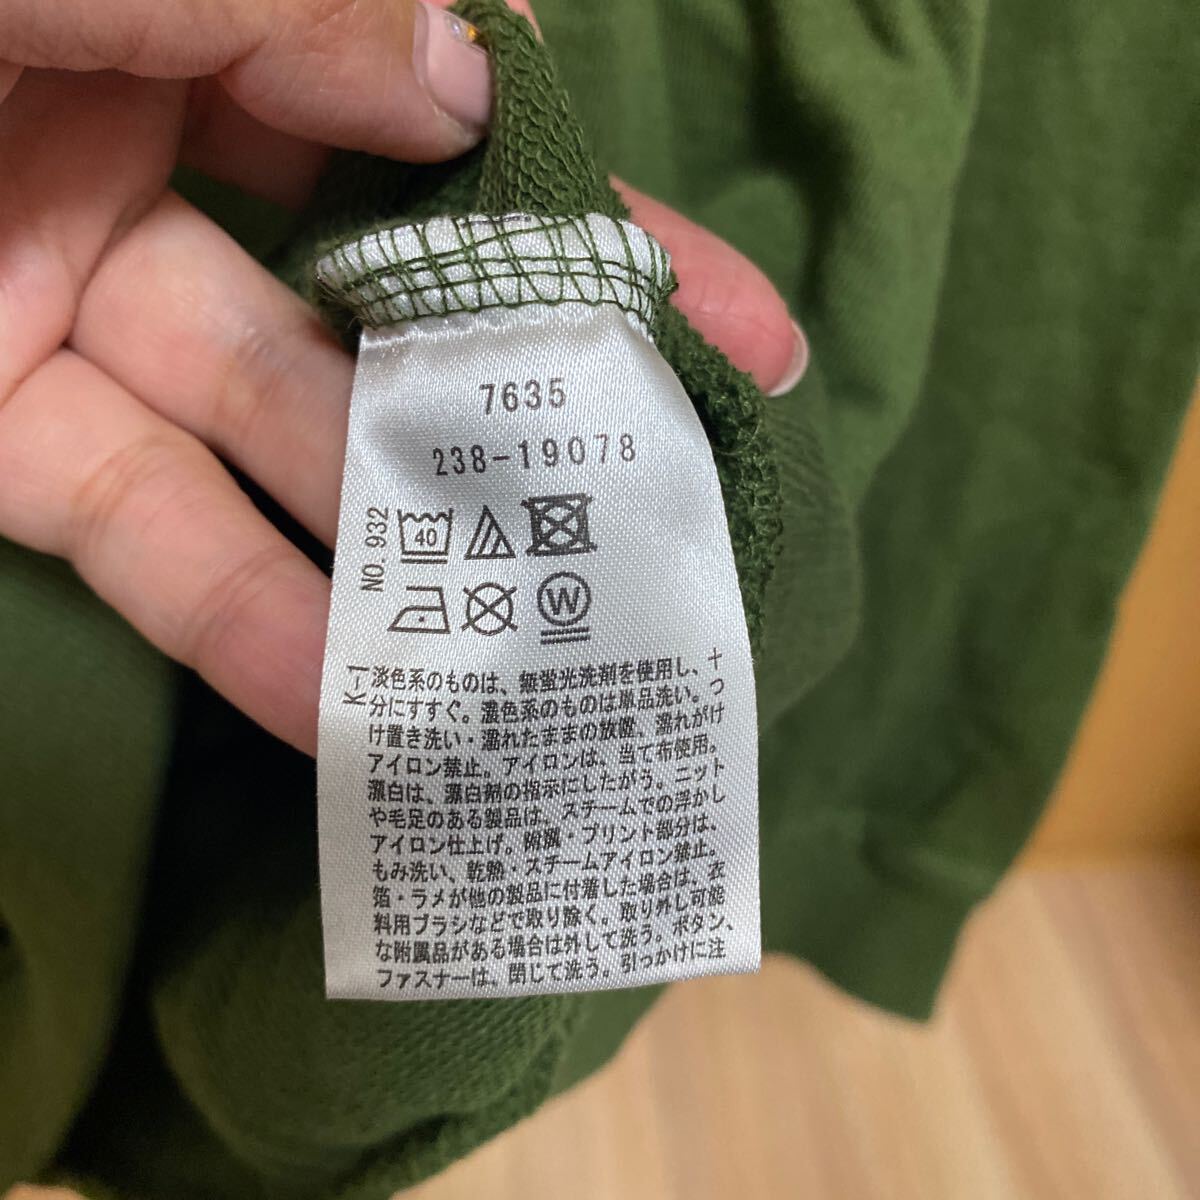 7635
238-19078
NO. 932
40
W
K-1
淡色系のものは、無蛍光洗剤を使用し、十
分にすすぐ。濃色系のものは単品洗い。つ
け置き洗い・濡れたままの放置、濡れがけ
アイロン禁止。アイロンは、当て布使用。
漂白は、漂白剤の指示にしたがう。ニット
や毛足のある製品は、スチームでの浮かし
アイロン仕上げ。附属・プリント部分は、
もみ洗い、乾熱・スチームアイロン禁止。
箔・ラメが他の製品に付着した場合は、衣
料用ブラシなどで取り除く。取り外し可能
な附属品がある場合は外して洗う。ボタン、
ファスナーは、閉じて洗う。引っかけに注